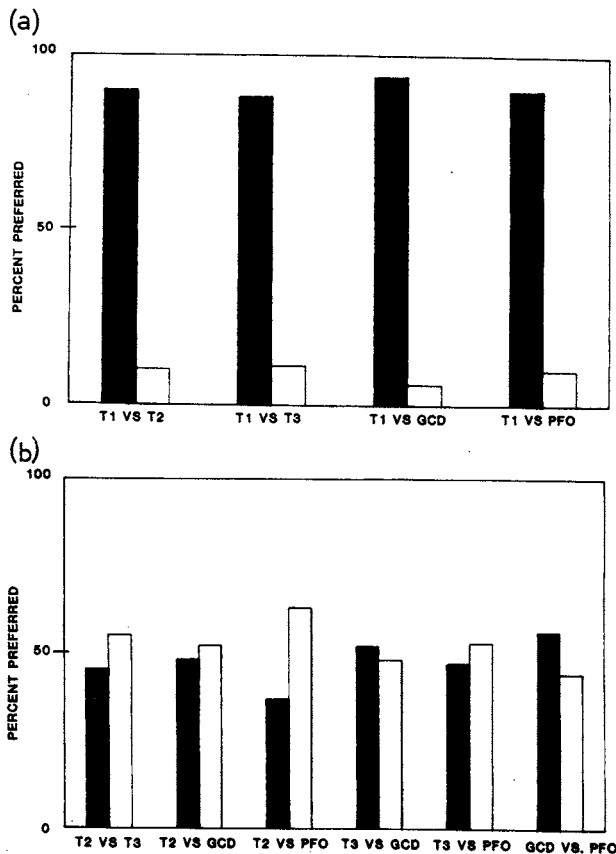 (a)
100
PERCENT PREFERRED
50
0
T1 VS T2
T1 VS T3
T1 VS GCD
T1 VS PFO
(b)
100
PERCENT PREFERRED
50
0
T2 VS T3
T2 VS GCD
T2 VS PFO
T3 VS GCD
T3 VS PFO
GCD VS. PFO